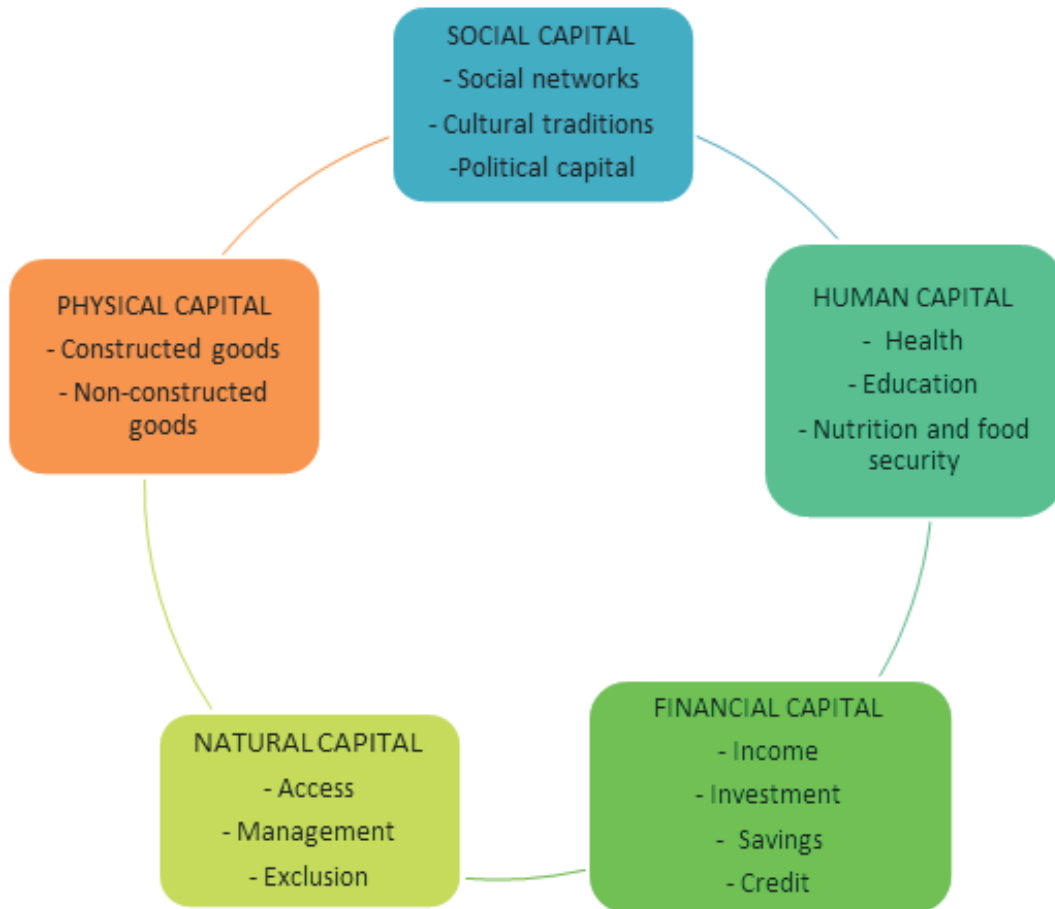 SOCIAL CAPITAL
- Social networks
- Cultural traditions
-Political capital
PHYSICAL CAPITAL
- Constructed goods
- Non-constructed
goods
HUMAN CAPITAL
- Health
- Education
- Nutrition and food
security
NATURAL CAPITAL
- Access
- Management
- Exclusion
FINANCIAL CAPITAL
- Income
- Investment
- Savings
- Credit